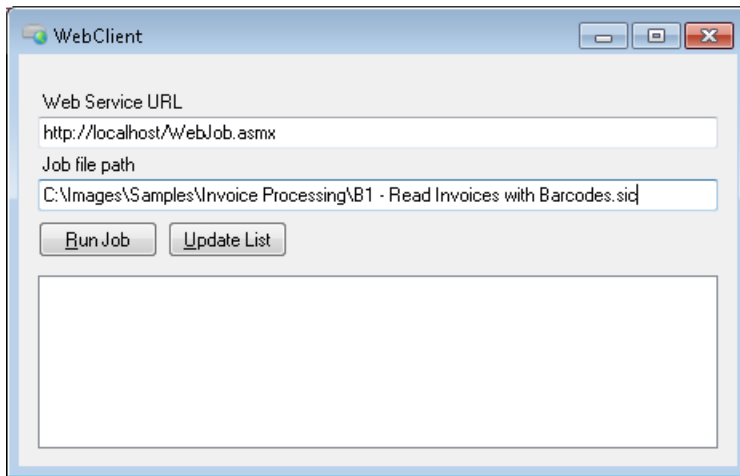 WebClient
Web Service URL
http://localhost/WebJob.asmx
Job file path
C:\Images\Samples\Invoice Processing\B1 - Read Invoices with Barcodes.sic
Run Job Update List